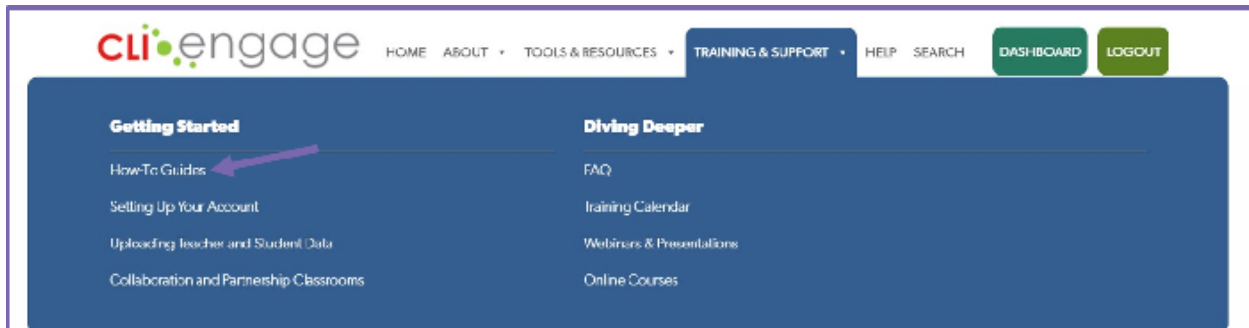 cli engage HOME ABOUT TOOLS & RESOURCES TRAINING & SUPPORT HELP SEARCH DASHBOARD LOGOUT
Getting Started
How-To Guides
Setting Up Your Account
Uploading Teacher and Student Data
Collaboration and Partnership Classrooms
Diving Deeper
FAQ
Training Calendar
Webinars & Presentations
Online Courses